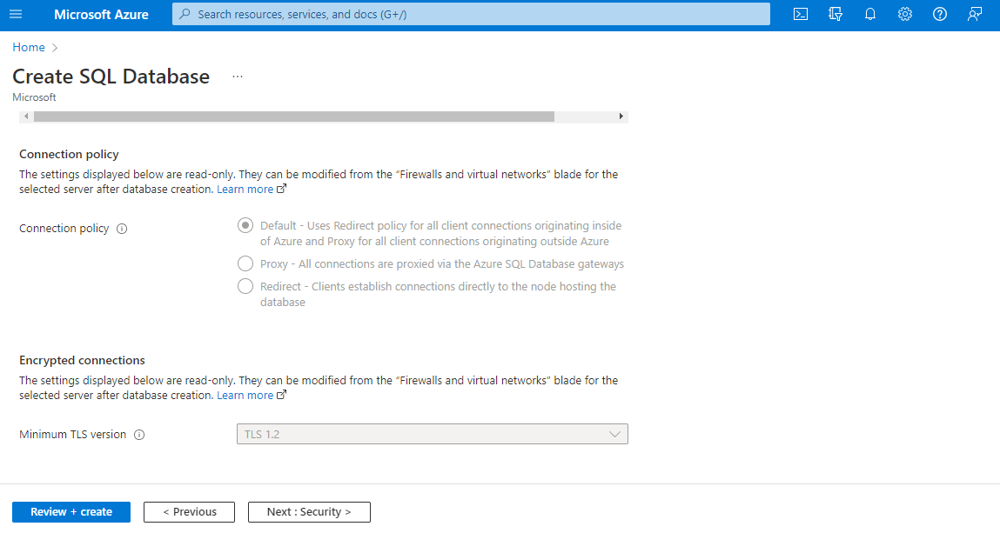 Microsoft Azure
Search resources, services, and docs (G+/)
Home
Create SQL Database
...
Microsoft
Connection policy
The settings displayed below are read-only. They can be modified from the “Firewalls and virtual networks” blade for the
selected server after database creation. Learn more
Connection policy
Default - Uses Redirect policy for all client connections originating inside
of Azure and Proxy for all client connections originating outside Azure
Proxy - All connections are proxied via the Azure SQL Database gateways
Redirect - Clients establish connections directly to the node hosting the
database
Encrypted connections
The settings displayed below are read-only. They can be modified from the “Firewalls and virtual networks” blade for the
selected server after database creation. Learn more
Minimum TLS version
TLS 1.2
Review + create
< Previous
Next : Security >